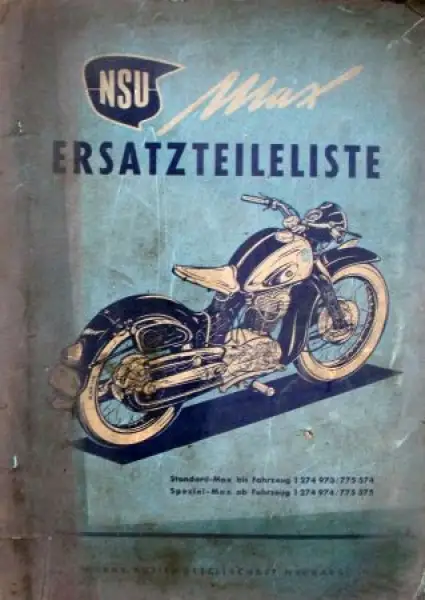 NSU
Max
ERSATZTEILELISTE
Standard-Max bis Fahrzeug 1 274 973/775 574
Spezial-Max ab Fahrzeug 1 274 974/775 575